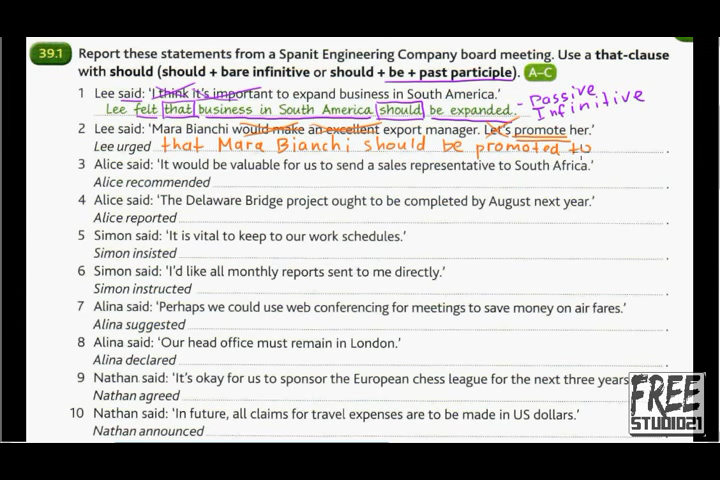 39.1 Report these statements from a Spanit Engineering Company board meeting. Use a that-clause
with should (should + bare infinitive or should + be + past participle). A–C
1 Lee said: 'I think it's important to expand business in South America.'
Lee felt that business in South America should be expanded. - Passive
Infinitive
2 Lee said: 'Mara Bianchi would make an excellent export manager. Let's promote her.'
Lee urged that Mara Bianchi should be promoted to
3 Alice said: 'It would be valuable for us to send a sales representative to South Africa.'
Alice recommended .
4 Alice said: 'The Delaware Bridge project ought to be completed by August next year.'
Alice reported .
5 Simon said: 'It is vital to keep to our work schedules.'
Simon insisted .
6 Simon said: 'I'd like all monthly reports sent to me directly.'
Simon instructed .
7 Alina said: 'Perhaps we could use web conferencing for meetings to save money on air fares.'
Alina suggested .
8 Alina said: 'Our head office must remain in London.'
Alina declared .
9 Nathan said: 'It's okay for us to sponsor the European chess league for the next three years
Nathan agreed
10 Nathan said: 'In future, all claims for travel expenses are to be made in US dollars.'
Nathan announced
FREE
STUDIO21